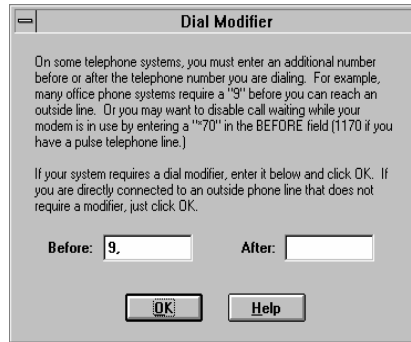 Dial Modifier
On some telephone systems, you must enter an additional number
before or after the telephone number you are dialing. For example,
many office phone systems require a "9" before you can reach an
outside line. Or you may want to disable call waiting while your
modem is in use by entering a "*70" in the BEFORE field (1170 if you
have a pulse telephone line.)
If your system requires a dial modifier, enter it below and click OK. If
you are directly connected to an outside phone line that does not
require a modifier, just click OK.
Before: 9, After:
OK Help